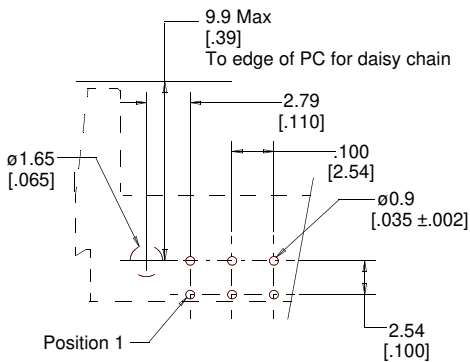 9.9 Max
[.39]
To edge of PC for daisy chain
2.79
[.110]
ø1.65
[.065]
.100
[2.54]
ø0.9
[.035 ±.002]
Position 1
2.54
[.100]